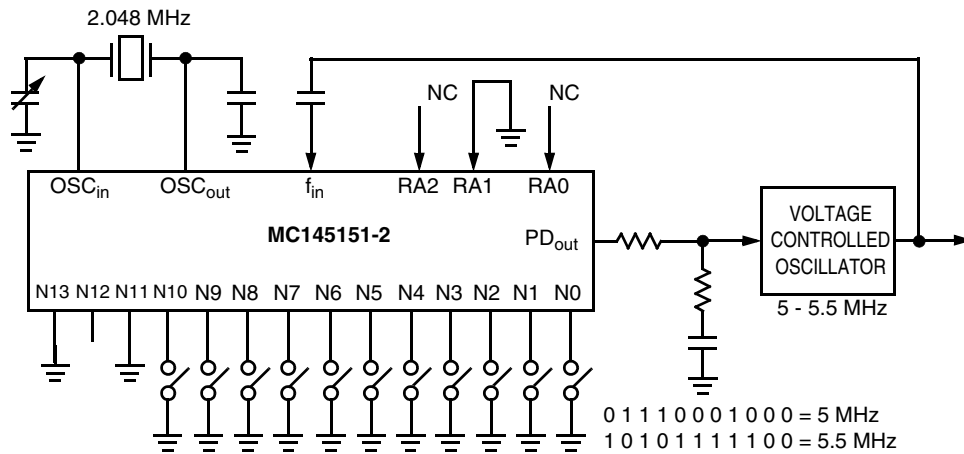 2.048 MHz
NC NC
OSCin OSCout fin RA2 RA1 RA0
MC145151-2
PDout
VOLTAGE
CONTROLLED
OSCILLATOR
5 - 5.5 MHz
N13 N12 N11 N10 N9 N8 N7 N6 N5 N4 N3 N2 N1 N0
0 1 1 1 0 0 0 1 0 0 0 = 5 MHz
1 0 1 0 1 1 1 1 1 0 0 = 5.5 MHz